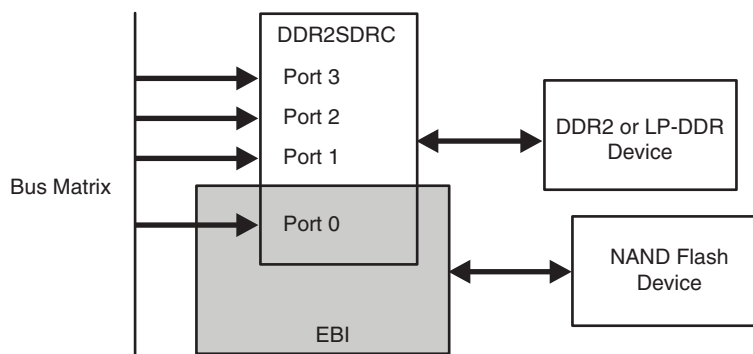 DDR2SDRC
Port 3
Port 2
Port 1
DDR2 or LP-DDR
Device
Bus Matrix
Port 0
NAND Flash
Device
EBI